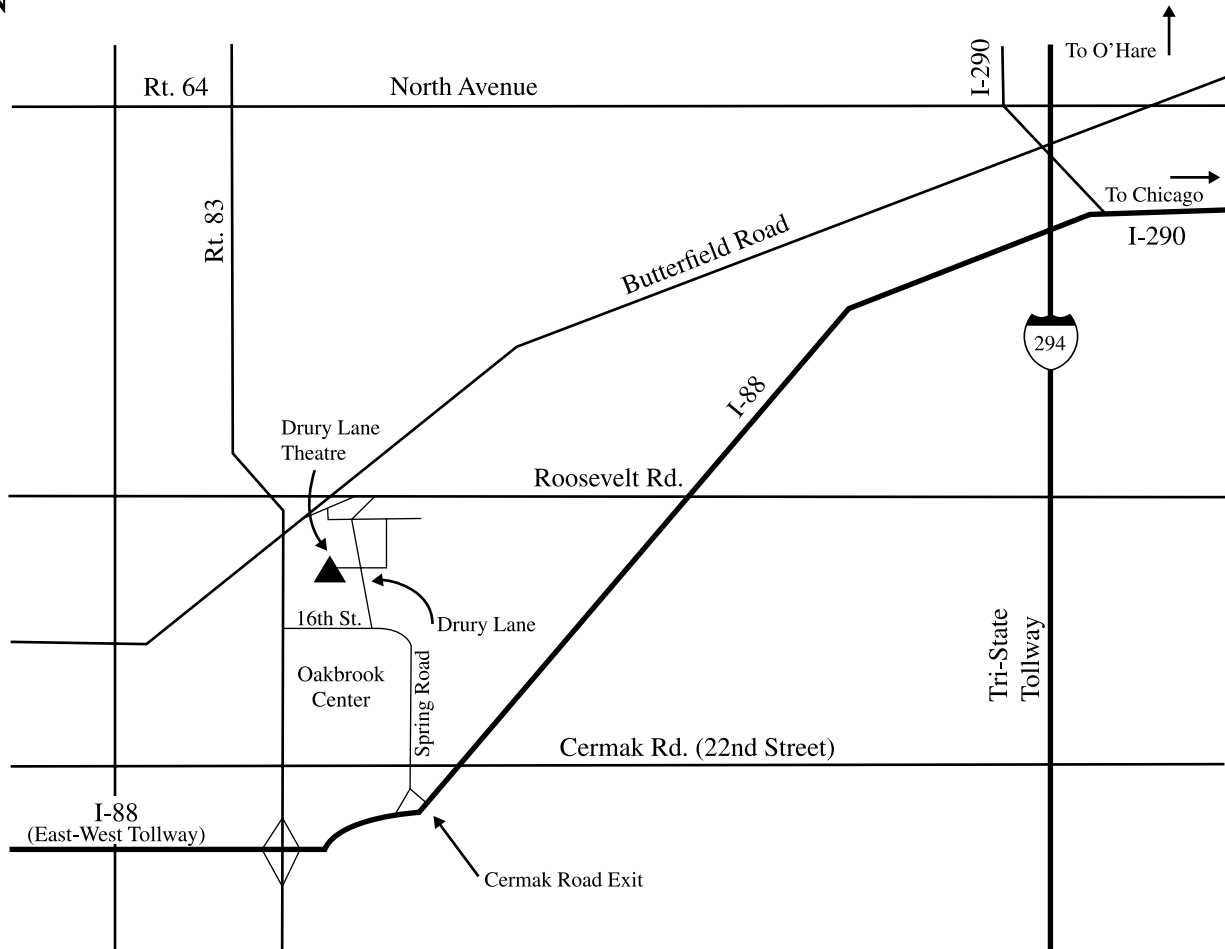 To O'Hare
I-290
Rt. 64
North Avenue
To Chicago
I-290
Rt. 83
Butterfield Road
294
I-88
Drury Lane
Theatre
Roosevelt Rd.
16th St.
Drury Lane
Tri-State
Tollway
Oakbrook
Center
Spring Road
Cermak Rd. (22nd Street)
I-88
(East-West Tollway)
Cermak Road Exit